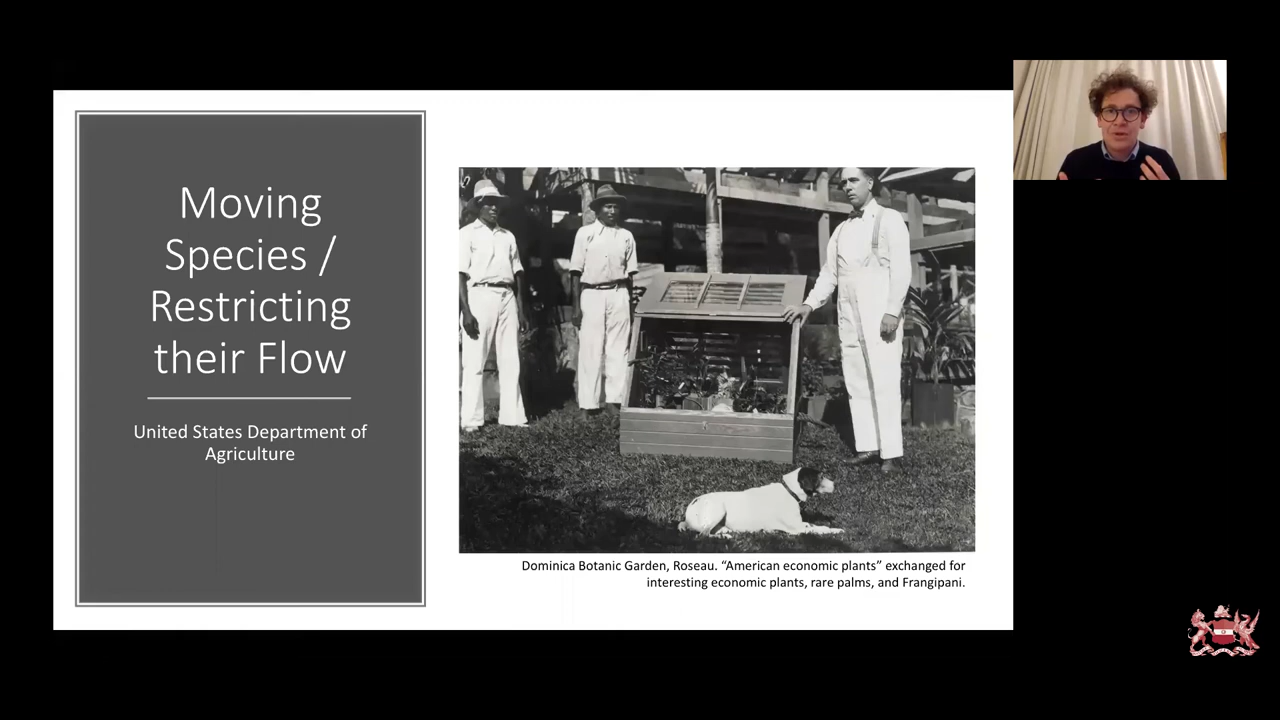 Moving
Species /
Restricting
their Flow
United States Department of
Agriculture
Dominica Botanic Garden, Roseau. “American economic plants” exchanged for
interesting economic plants, rare palms, and Frangipani.